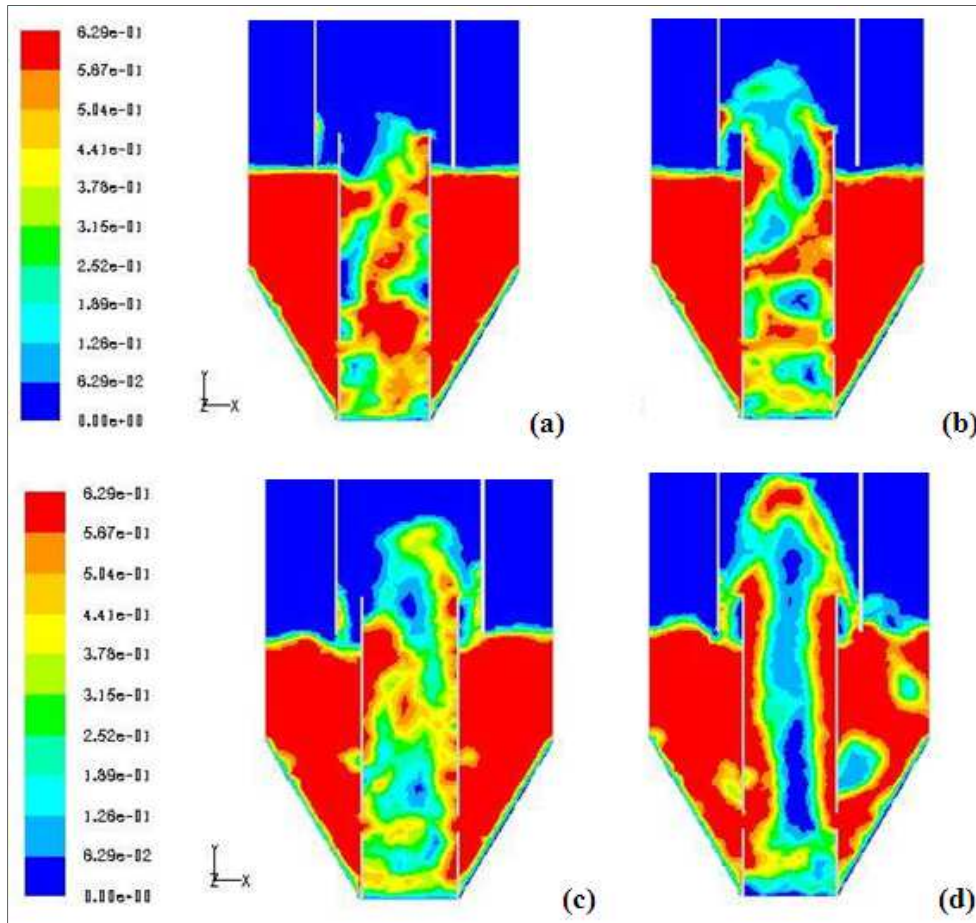 6.29e-01
5.67e-01
5.04e-01
4.41e-01
3.78e-01
3.15e-01
2.52e-01
1.89e-01
1.26e-01
6.29e-02
0.00e+00
Y
Z X
(a)
(b)
6.29e-01
5.67e-01
5.04e-01
4.41e-01
3.78e-01
3.15e-01
2.52e-01
1.89e-01
1.26e-01
6.29e-02
0.00e+00
Y
Z X
(c)
(d)